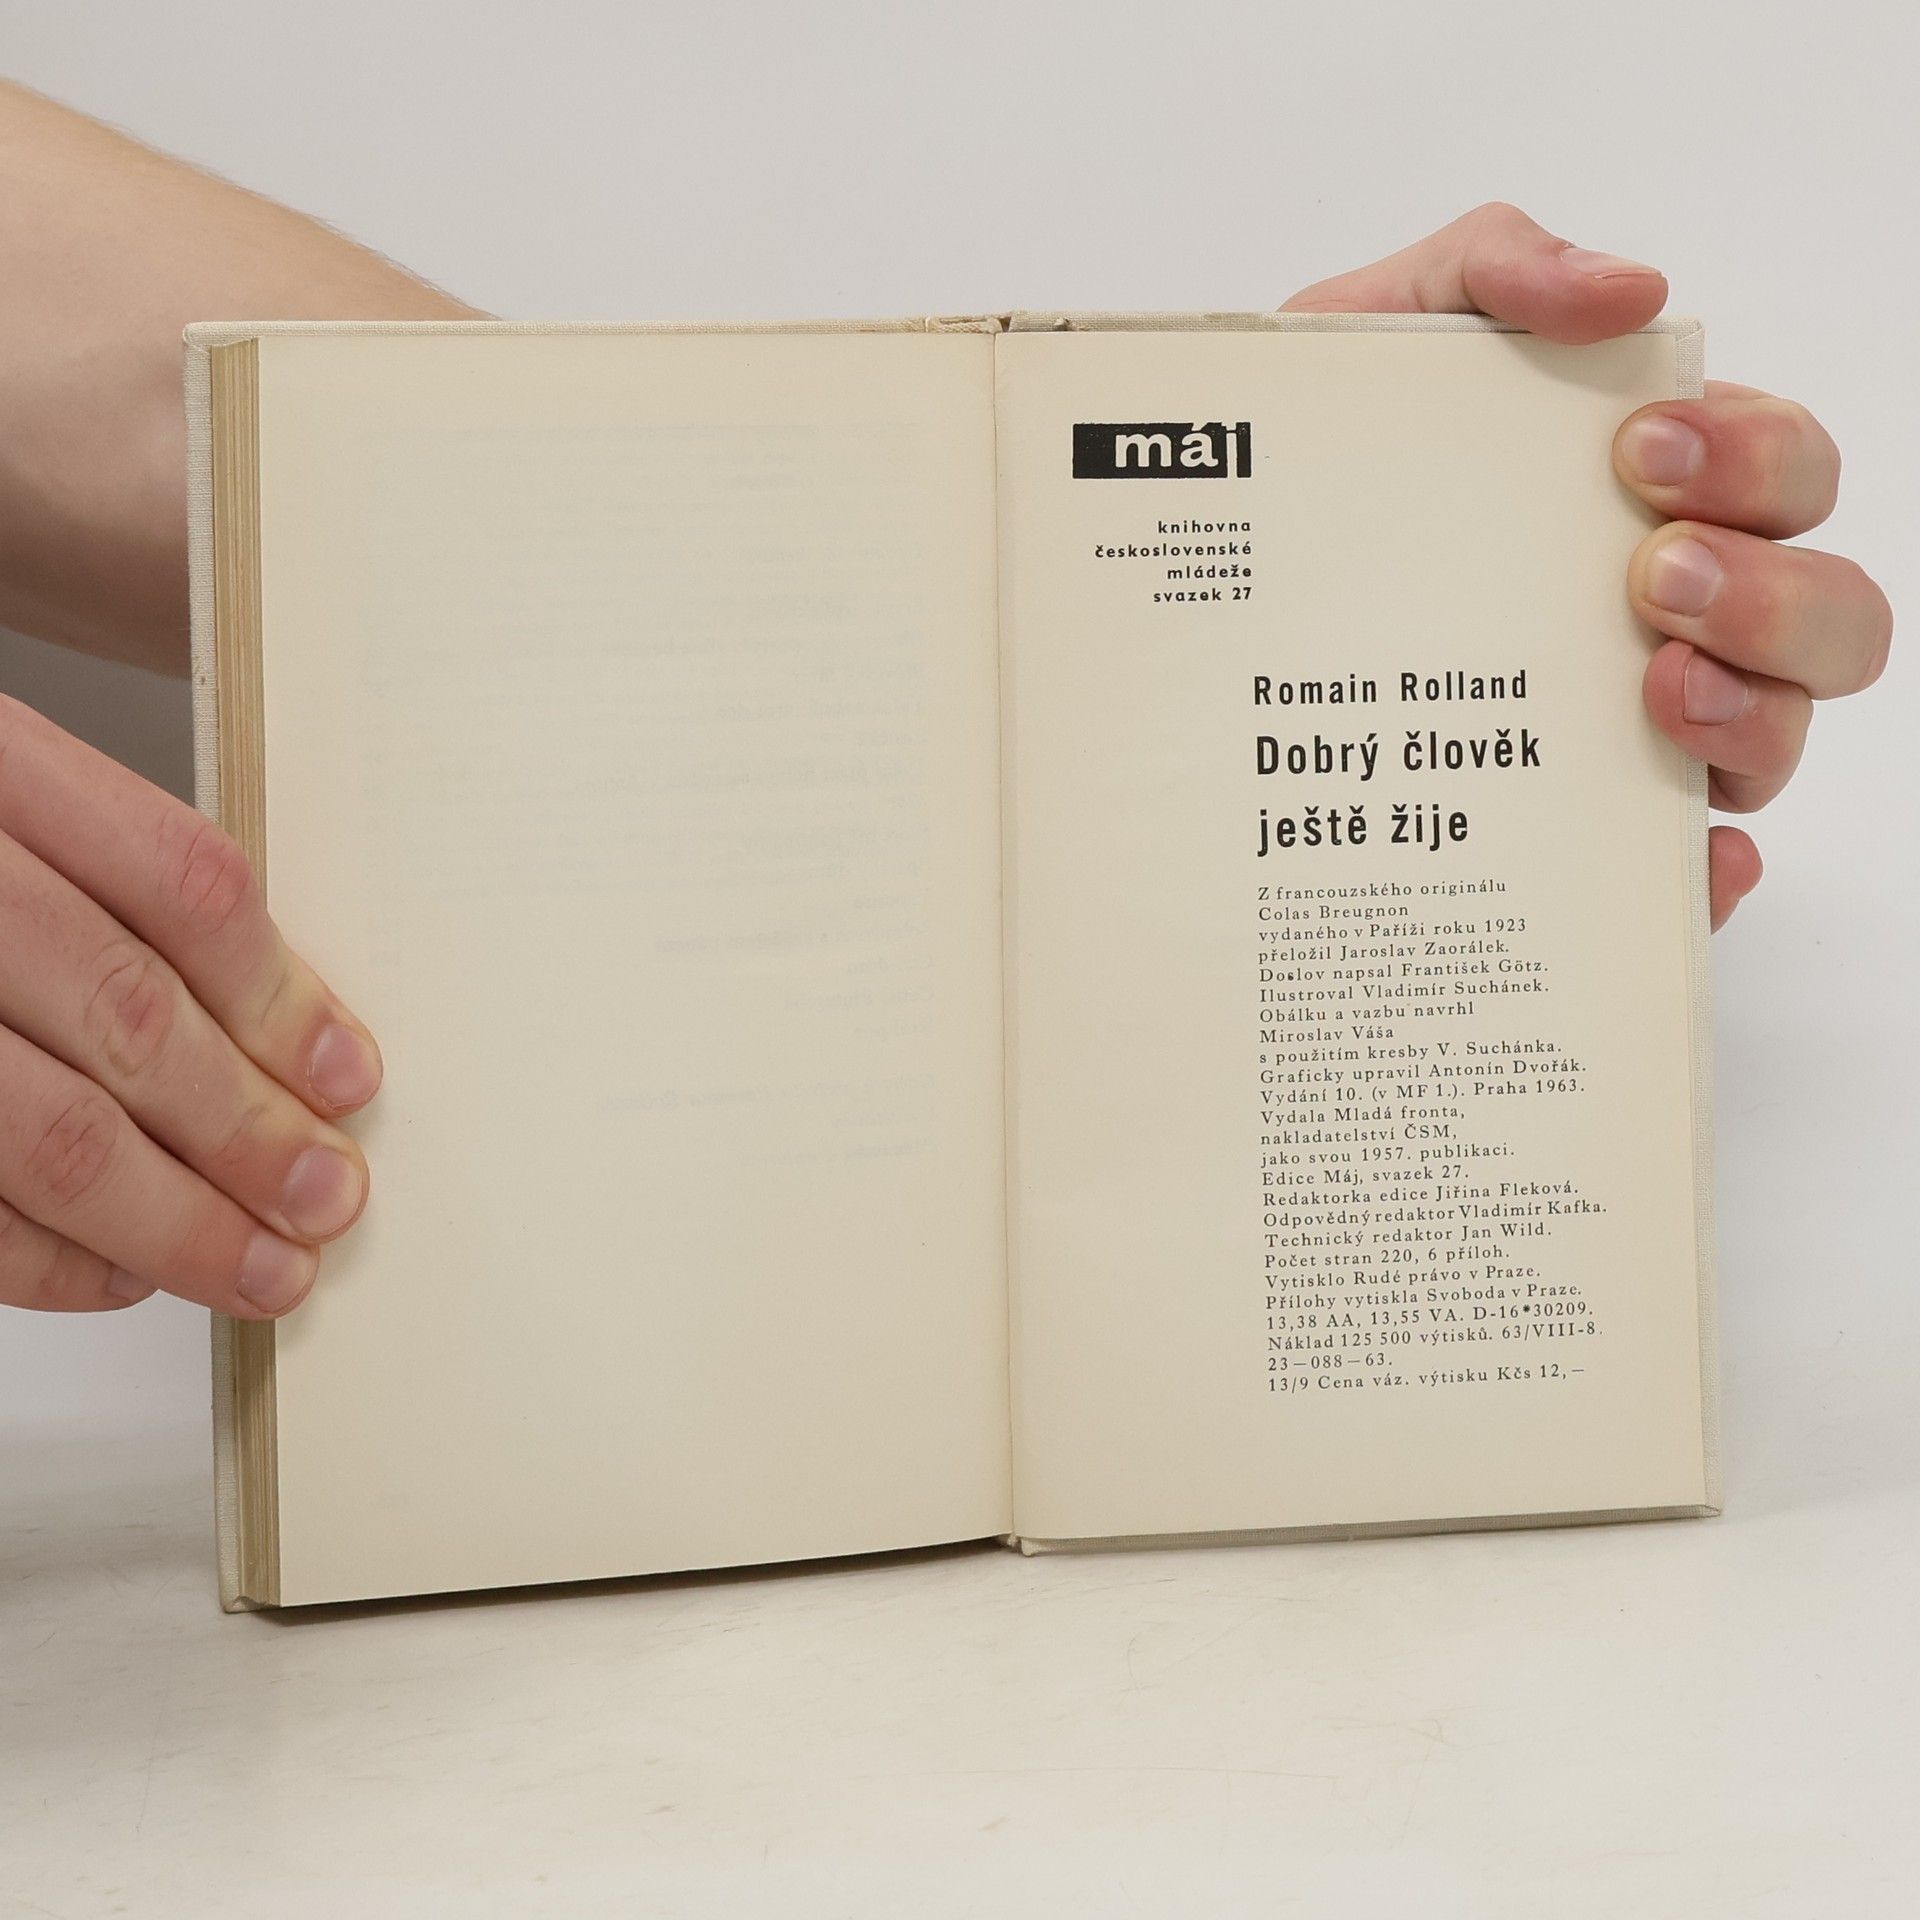 máj
knihovna
československé
mládeže
svazek 27
Romain Rolland
Dobrý člověk
ještě žije
Z francouzského originálu
Colas Breugnon
vydaného v Paříži roku 1923
přeložil Jaroslav Zaorálek.
Doslov napsal František Götz.
Ilustroval Vladimír Suchánek.
Obálku a vazbu navrhl
Miroslav Váša
s použitím kresby V. Suchánka.
Graficky upravil Antonín Dvořák.
Vydání 10. (v MF 1.). Praha 1963.
Vydala Mladá fronta,
nakladatelství ČSM,
jako svou 1957. publikaci.
Edice Máj, svazek 27.
Redaktorka edice Jiřina Fleková.
Odpovědný redaktor Vladimír Kafka.
Technický redaktor Jan Wild.
Počet stran 220, 6 příloh.
Vytisklo Rudé právo v Praze.
Přílohy vytiskla Svoboda v Praze.
13,38 AA, 13,55 VA. D-16*30209.
Náklad 125 500 výtisků. 63/VIII-8.
23—088—63.
13/9 Cena váz. výtisku Kčs 12,—